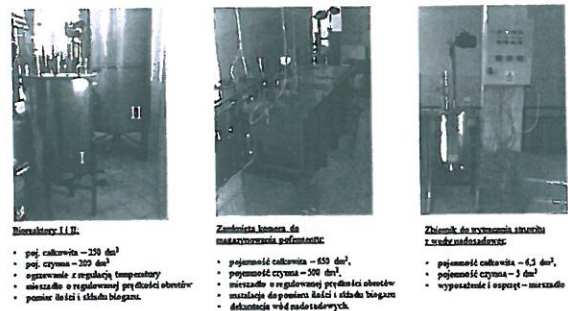 I
II
Bioreaktory I i II:
• poj. całkowita – 250 dm³
• poj. czynna – 200 dm³
• ogrzewanie z regulacją temperatury
• mieszadło o regulowanej prędkości obrotów
• pomiar ilości i składu biogazu.
Zamknięta komora do
magazynowania pofermentu:
• pojemność całkowita – 650 dm³,
• pojemność czynna – 500 dm³,
• mieszadło o regulowanej prędkości obrotów
• instalacja do pomiaru ilości i składu biogazu
• dekantacja wód nadosadowych.
Zbiornik do wytrącania struwitu
z wody nadosadowej:
• pojemność całkowita – 6,5 dm³,
• pojemność czynna – 5 dm³
• wyposażenie i osprzęt – mieszadło